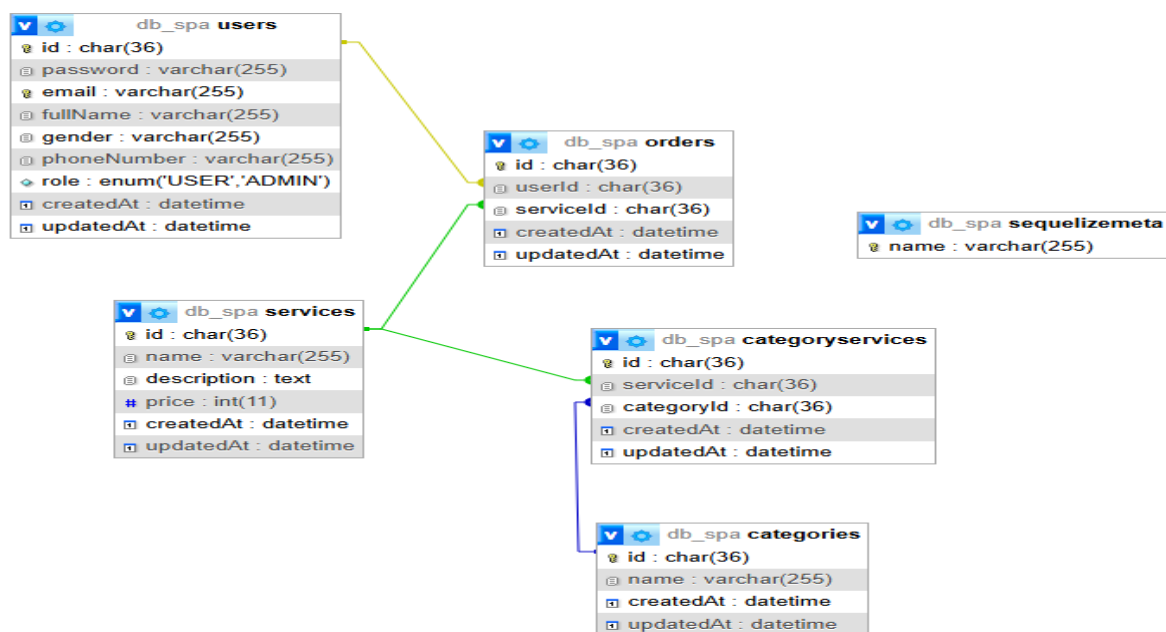 db_spa users
id : char(36)
password : varchar(255)
email : varchar(255)
fullName : varchar(255)
gender : varchar(255)
phoneNumber : varchar(255)
role : enum('USER','ADMIN')
createdAt : datetime
updatedAt : datetime
db_spa orders
id : char(36)
userId : char(36)
serviceId : char(36)
createdAt : datetime
updatedAt : datetime
db_spa sequelizemeta
name : varchar(255)
db_spa services
id : char(36)
name : varchar(255)
description : text
# price : int(11)
createdAt : datetime
updatedAt : datetime
db_spa categoryservices
id : char(36)
serviceId : char(36)
categoryId : char(36)
createdAt : datetime
updatedAt : datetime
db_spa categories
id : char(36)
name : varchar(255)
createdAt : datetime
updatedAt : datetime